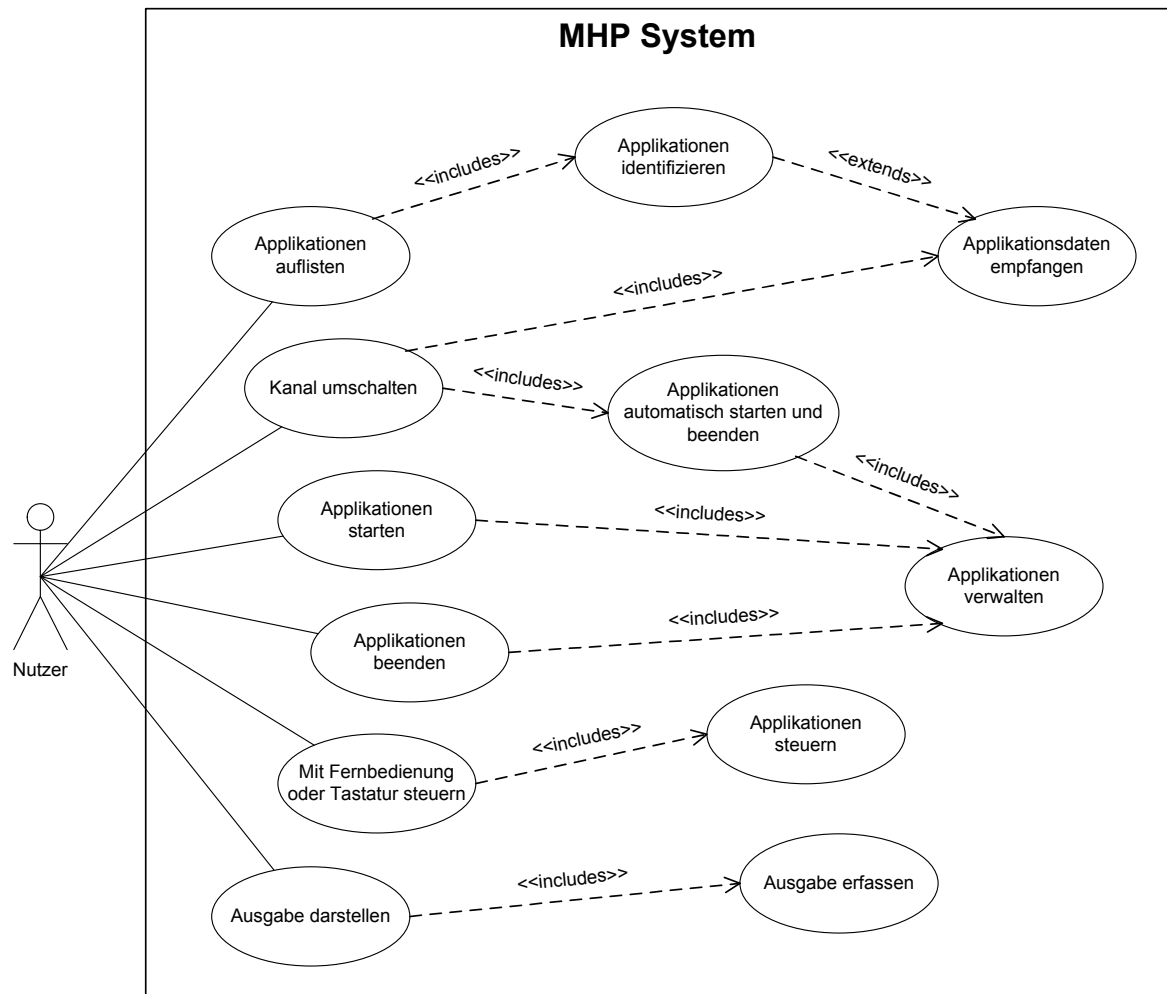 MHP System
Applikationen
identifizieren
<<includes>>
<<extends>>
Applikationen
auflisten
Applikationsdaten
empfangen
<<includes>>
Kanal umschalten
<<includes>>
Applikationen
automatisch starten und
beenden
<<includes>>
Applikationen
starten
<<includes>>
Applikationen
verwalten
Applikationen
beenden
<<includes>>
Nutzer
Mit Fernbedienung
oder Tastatur steuern
<<includes>>
Applikationen
steuern
Ausgabe darstellen
<<includes>>
Ausgabe erfassen